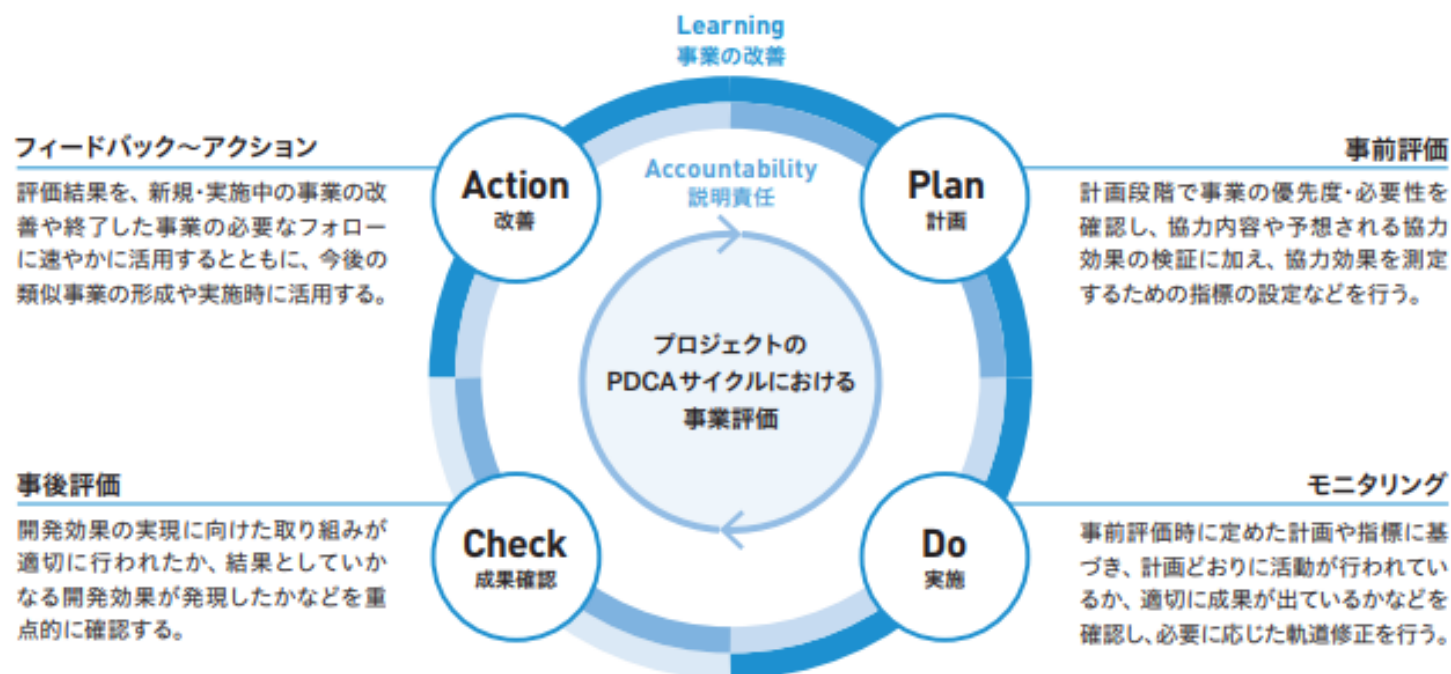 Learning
事業の改善
Accountability
説明責任
プロジェクトの
PDCAサイクルにおける
事業評価
Plan
計画
事前評価
計画段階で事業の優先度・必要性を
確認し、協力内容や予想される協力
効果の検証に加え、協力効果を測定
するための指標の設定などを行う。
Do
実施
モニタリング
事前評価時に定めた計画や指標に基
づき、計画どおりに活動が行われてい
るか、適切に成果が出ているかなどを
確認し、必要に応じた軌道修正を行う。
Check
成果確認
事後評価
開発効果の実現に向けた取り組みが
適切に行われたか、結果としていか
なる開発効果が発現したかなどを重
点的に確認する。
Action
改善
フィードバック～アクション
評価結果を、新規・実施中の事業の改
善や終了した事業の必要なフォロー
に速やかに活用するとともに、今後の
類似事業の形成や実施時に活用する。